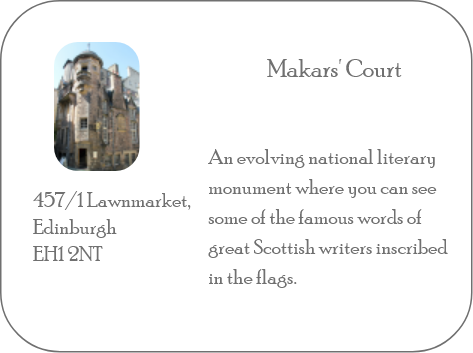 Makars' Court
An evolving national literary
monument where you can see
some of the famous words of
great Scottish writers inscribed
in the flags.
457/1 Lawnmarket,
Edinburgh
EH1 2NT